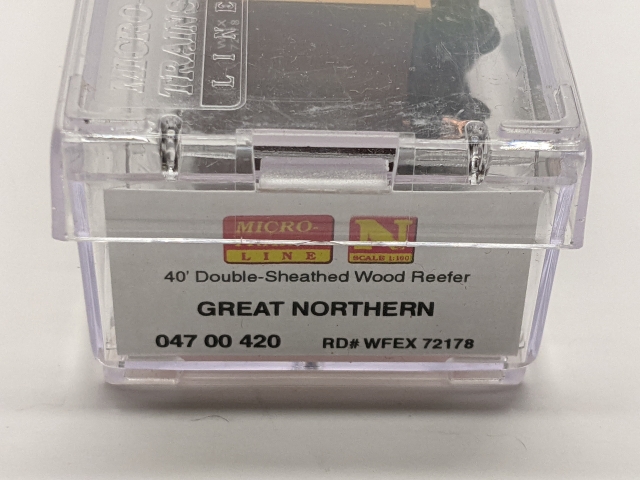 MICRO-
TRAINS
LINE
MICRO-
LINE
N
SCALE 1:160
40' Double-Sheathed Wood Reefer
GREAT NORTHERN
047 00 420 RD# WFEX 72178